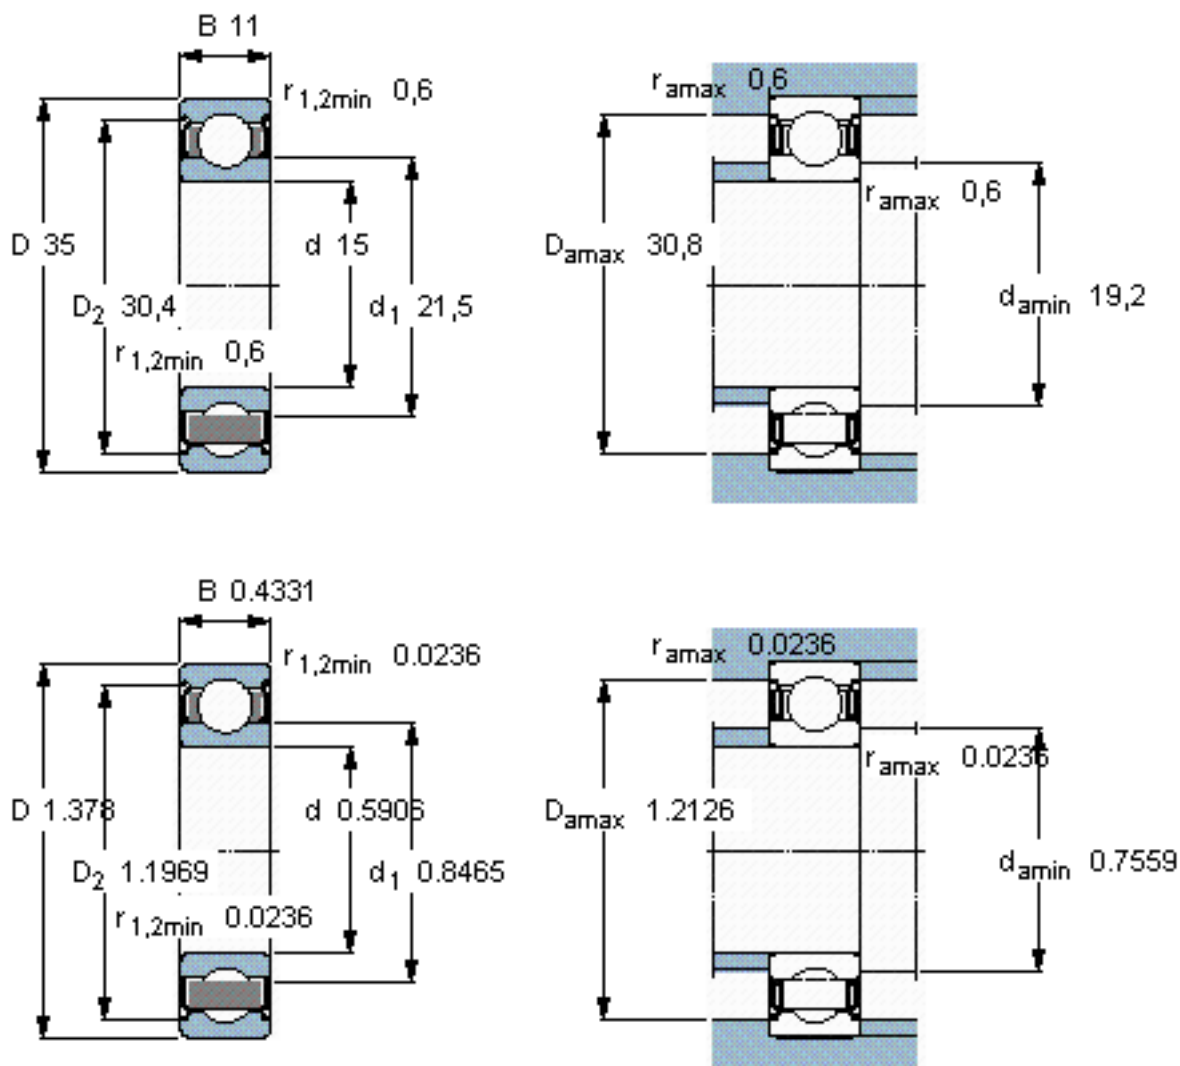 B 11
r1,2min 0,6
ramax 0,6
ramax 0,6
D 35
d 15
Damax 30,8
D2 30,4
d1 21,5
damin 19,2
r1,2min 0,6
B 0.4331
r1,2min 0.0236
ramax 0.0236
ramax 0.0236
D 1.378
d 0.5906
Damax 1.2126
D2 1.1969
d1 0.8465
damin 0.7559
r1,2min 0.0236